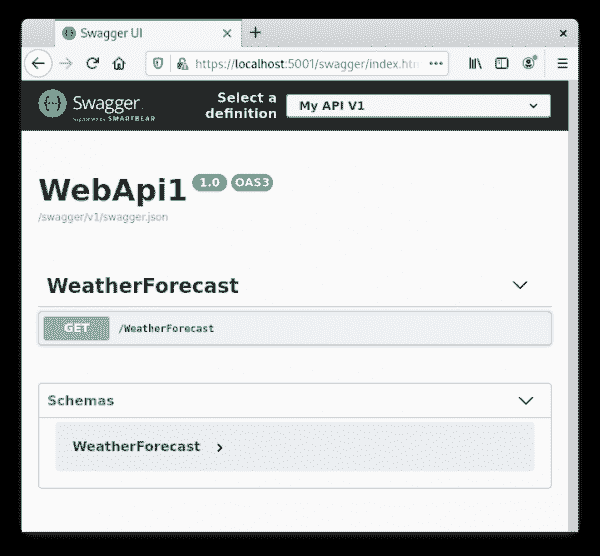 Swagger UI
https://localhost:5001/swagger/index.htm
Swagger
Supported by SMARTBEAR
Select a
definition
My API V1
WebApi1 1.0 OAS3
/swagger/v1/swagger.json
WeatherForecast
GET /WeatherForecast
Schemas
WeatherForecast